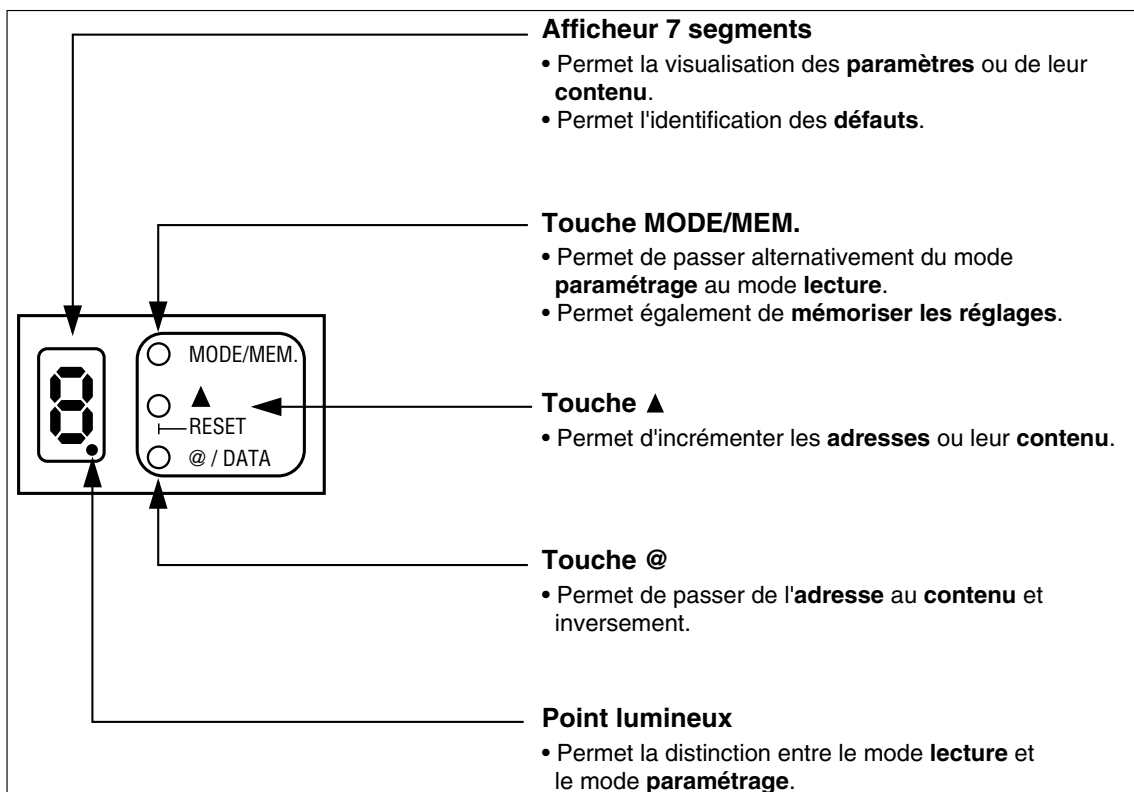 Afficheur 7 segments
• Permet la visualisation des paramètres ou de leur
contenu.
• Permet l'identification des défauts.
Touche MODE/MEM.
• Permet de passer alternativement du mode
paramétrage au mode lecture.
• Permet également de mémoriser les réglages.
8.
MODE/MEM.
▲
RESET
@ / DATA
Touche ▲
• Permet d'incrémenter les adresses ou leur contenu.
Touche @
• Permet de passer de l'adresse au contenu et
inversement.
Point lumineux
• Permet la distinction entre le mode lecture et
le mode paramétrage.